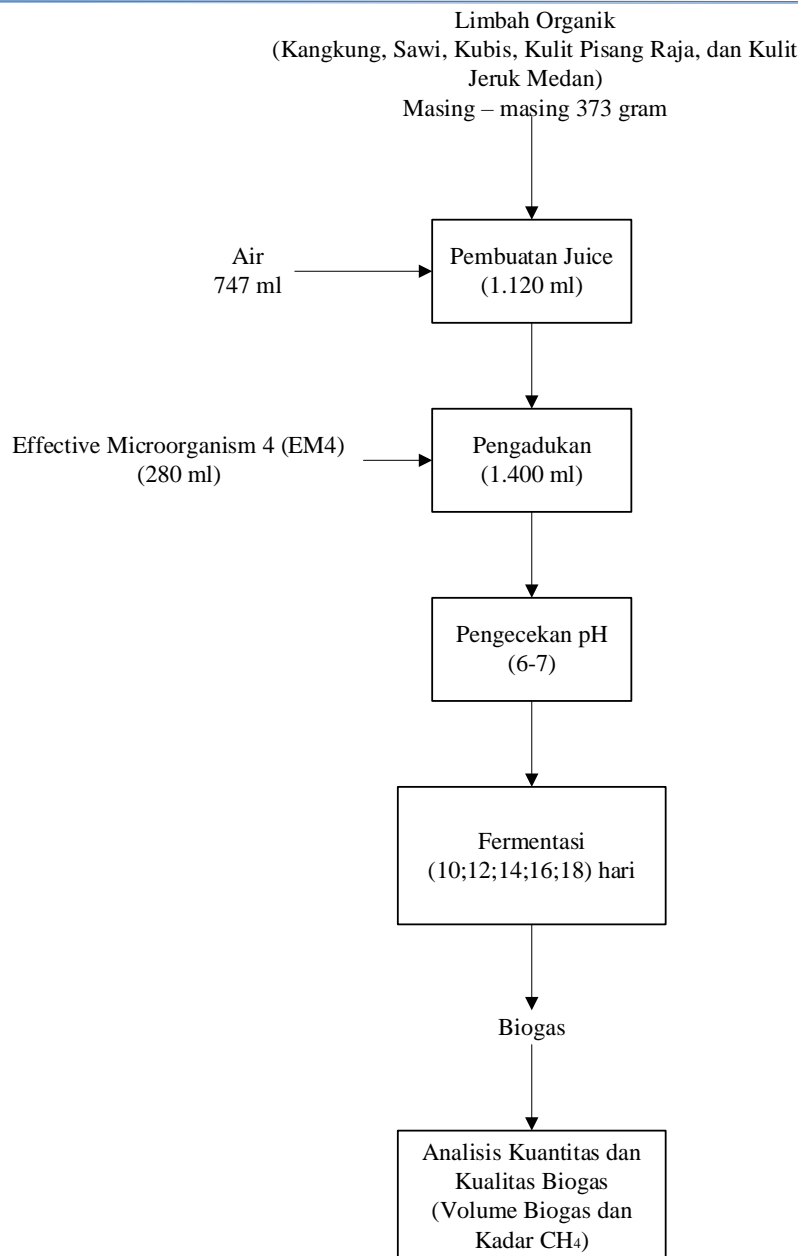 Limbah Organik
(Kangkung, Sawi, Kubis, Kulit Pisang Raja, dan Kulit
Jeruk Medan)
Masing – masing 373 gram
Air
747 ml
Pembuatan Juice
(1.120 ml)
Effective Microorganism 4 (EM4)
(280 ml)
Pengadukan
(1.400 ml)
Pengecekan pH
(6-7)
Fermentasi
(10;12;14;16;18) hari
Biogas
Analisis Kuantitas dan
Kualitas Biogas
(Volume Biogas dan
Kadar CH₄)